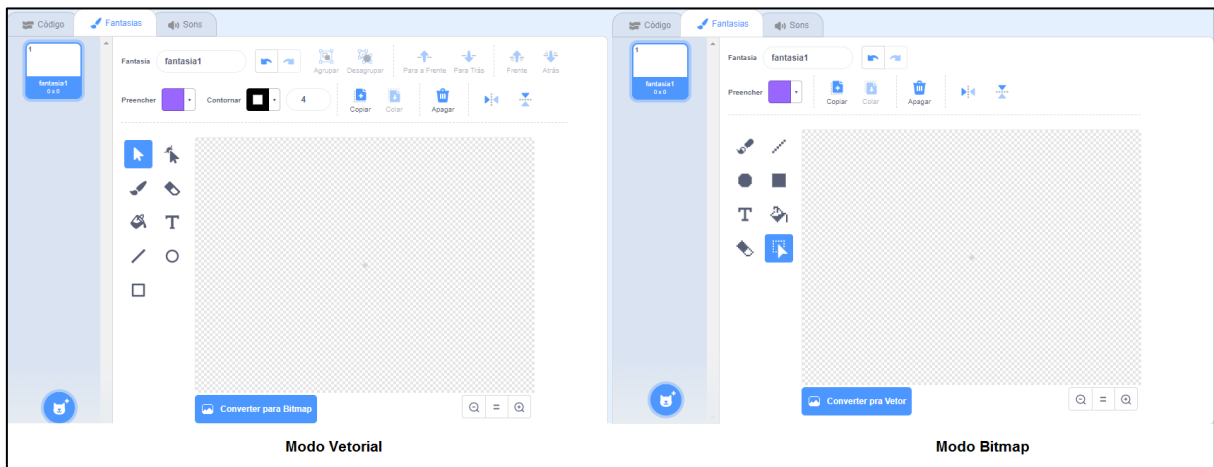 Código Fantasias Sons
1
fantasia1
0 x 0
Fantasia fantasia1 Agrupar Desagrupar Para a Frente Para Trás Frente Atrás
Preencher Contornar 4 Copiar Colar Apagar
T
Converter para Bitmap
Modo Vetorial
Código Fantasias Sons
1
fantasia1
0 x 0
Fantasia fantasia1
Preencher Copiar Colar Apagar
T
Converter pra Vetor
Modo Bitmap